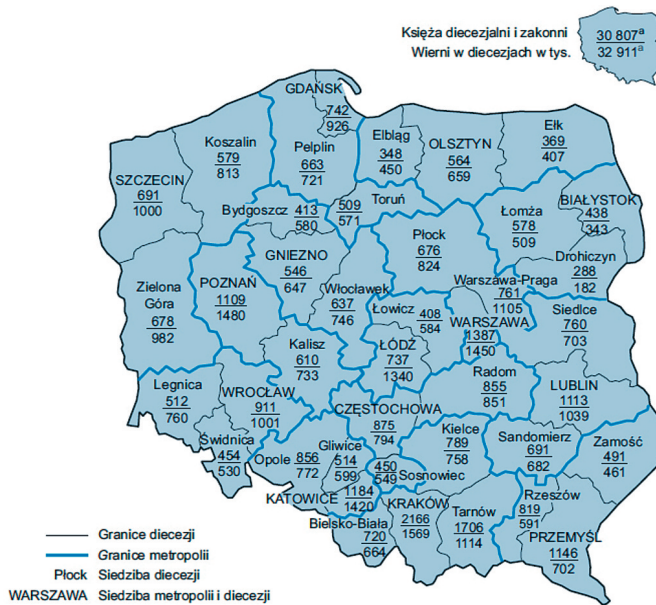 Księża diecezjalni i zakonni
Wierni w diecezjach w tys.
30 807a
32 911a
GDAŃSK
742
926
Koszalin
579
813
Pelplin
663
721
Elbląg
348
450
OLSZTYN
564
659
Ełk
369
407
SZCZECIN
691
1000
Bydgoszcz
413
580
509
571
Toruń
Łomża
578
509
BIAŁYSTOK
438
343
Płock
676
824
Drohiczyn
288
182
GNIEZNO
546
647
POZNAŃ
1109
1480
Zielona
Góra
678
982
Włocławek
637
746
Warszawa-Praga
761
1105
Łowicz
408
584
WARSZAWA
1387
1450
Siedlce
760
703
Kalisz
610
733
ŁÓDŹ
737
1340
Radom
855
851
LUBLIN
1113
1039
Legnica
512
760
WROCŁAW
911
1001
CZĘSTOCHOWA
875
794
Kielce
789
758
Sandomierz
691
682
Zamość
491
461
Świdnica
454
530
Opole
856
772
Gliwice
514
599
450
549
Sosnowiec
KATOWICE
1184
1420
KRAKÓW
2166
1569
Tarnów
1706
1114
Rzeszów
819
591
Bielsko-Biała
720
664
PRZEMYŚL
1146
702
Granice diecezji
Granice metropolii
Płock Siedziba diecezji
WARSZAWA Siedziba metropolii i diecezji